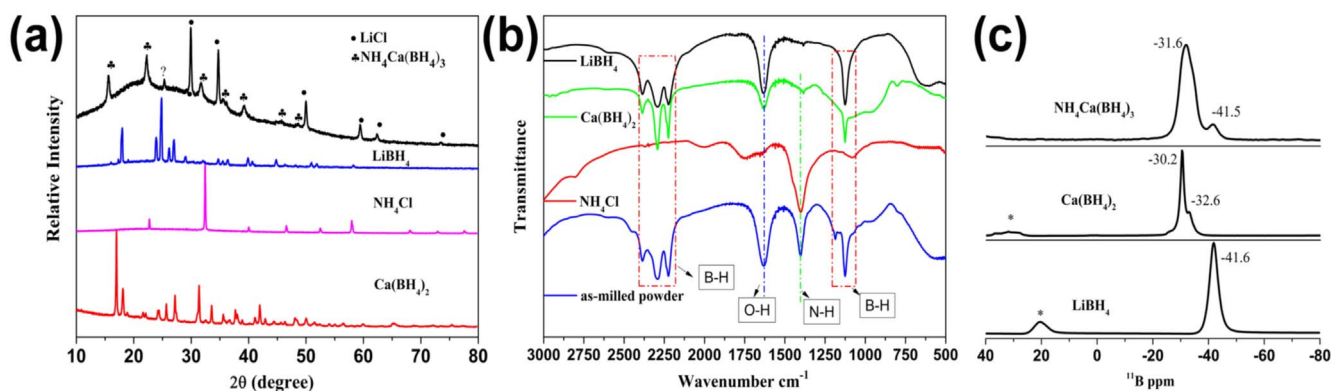 (a)
• LiCl
♣ NH₄Ca(BH₄)₃
?
LiBH₄
NH₄Cl
Ca(BH₄)₂
Relative Intensity
10 20 30 40 50 60 70 80
2θ (degree)
(b)
LiBH₄
Ca(BH₄)₂
NH₄Cl
as-milled powder
B-H
O-H
N-H
B-H
Transmittance
3000 2750 2500 2250 2000 1750 1500 1250 1000 750 500
Wavenumber cm⁻¹
(c)
-31.6
-41.5
NH₄Ca(BH₄)₃
-30.2
-32.6
Ca(BH₄)₂
*
-41.6
*
LiBH₄
40 20 0 -20 -40 -60 -80
¹¹B ppm